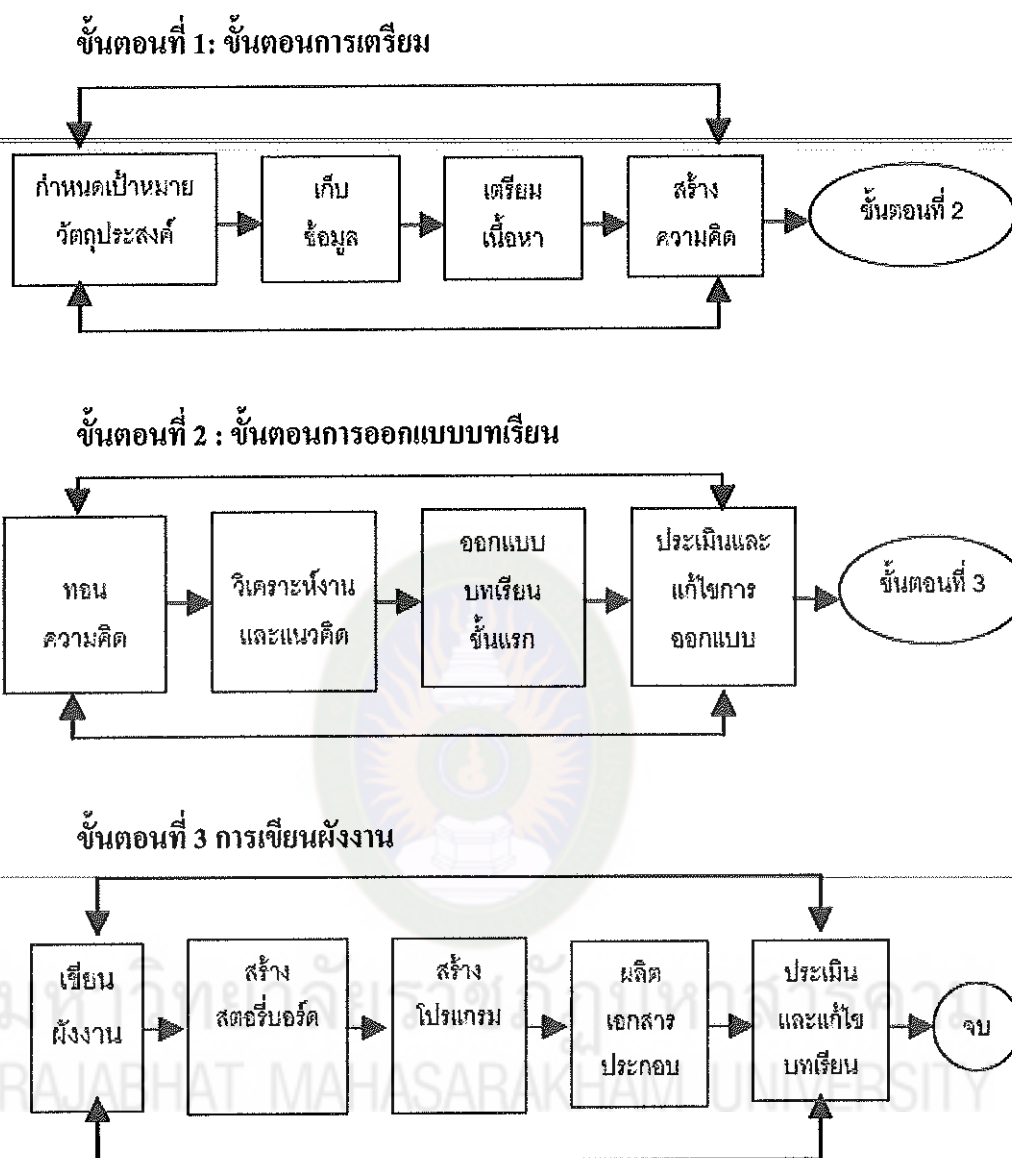 ขั้นตอนที่ 1: ขั้นตอนการเตรียม
กำหนดเป้าหมาย
วัตถุประสงค์
เก็บ
ข้อมูล
เตรียม
เนื้อหา
สร้าง
ความคิด
ขั้นตอนที่ 2
ขั้นตอนที่ 2 : ขั้นตอนการออกแบบบทเรียน
ทอน
ความคิด
วิเคราะห์งาน
และแนวคิด
ออกแบบ
บทเรียน
ขั้นแรก
ประเมินและ
แก้ไขการ
ออกแบบ
ขั้นตอนที่ 3
ขั้นตอนที่ 3 การเขียนผังงาน
เขียน
ผังงาน
สร้าง
สตอรี่บอร์ด
สร้าง
โปรแกรม
ผลิต
เอกสาร
ประกอบ
ประเมิน
และแก้ไข
บทเรียน
จบ
มหาวิทยาลัยราชภัฏมหาสารคาม
RAJABHAT MAHASARAKHAM UNIVERSITY